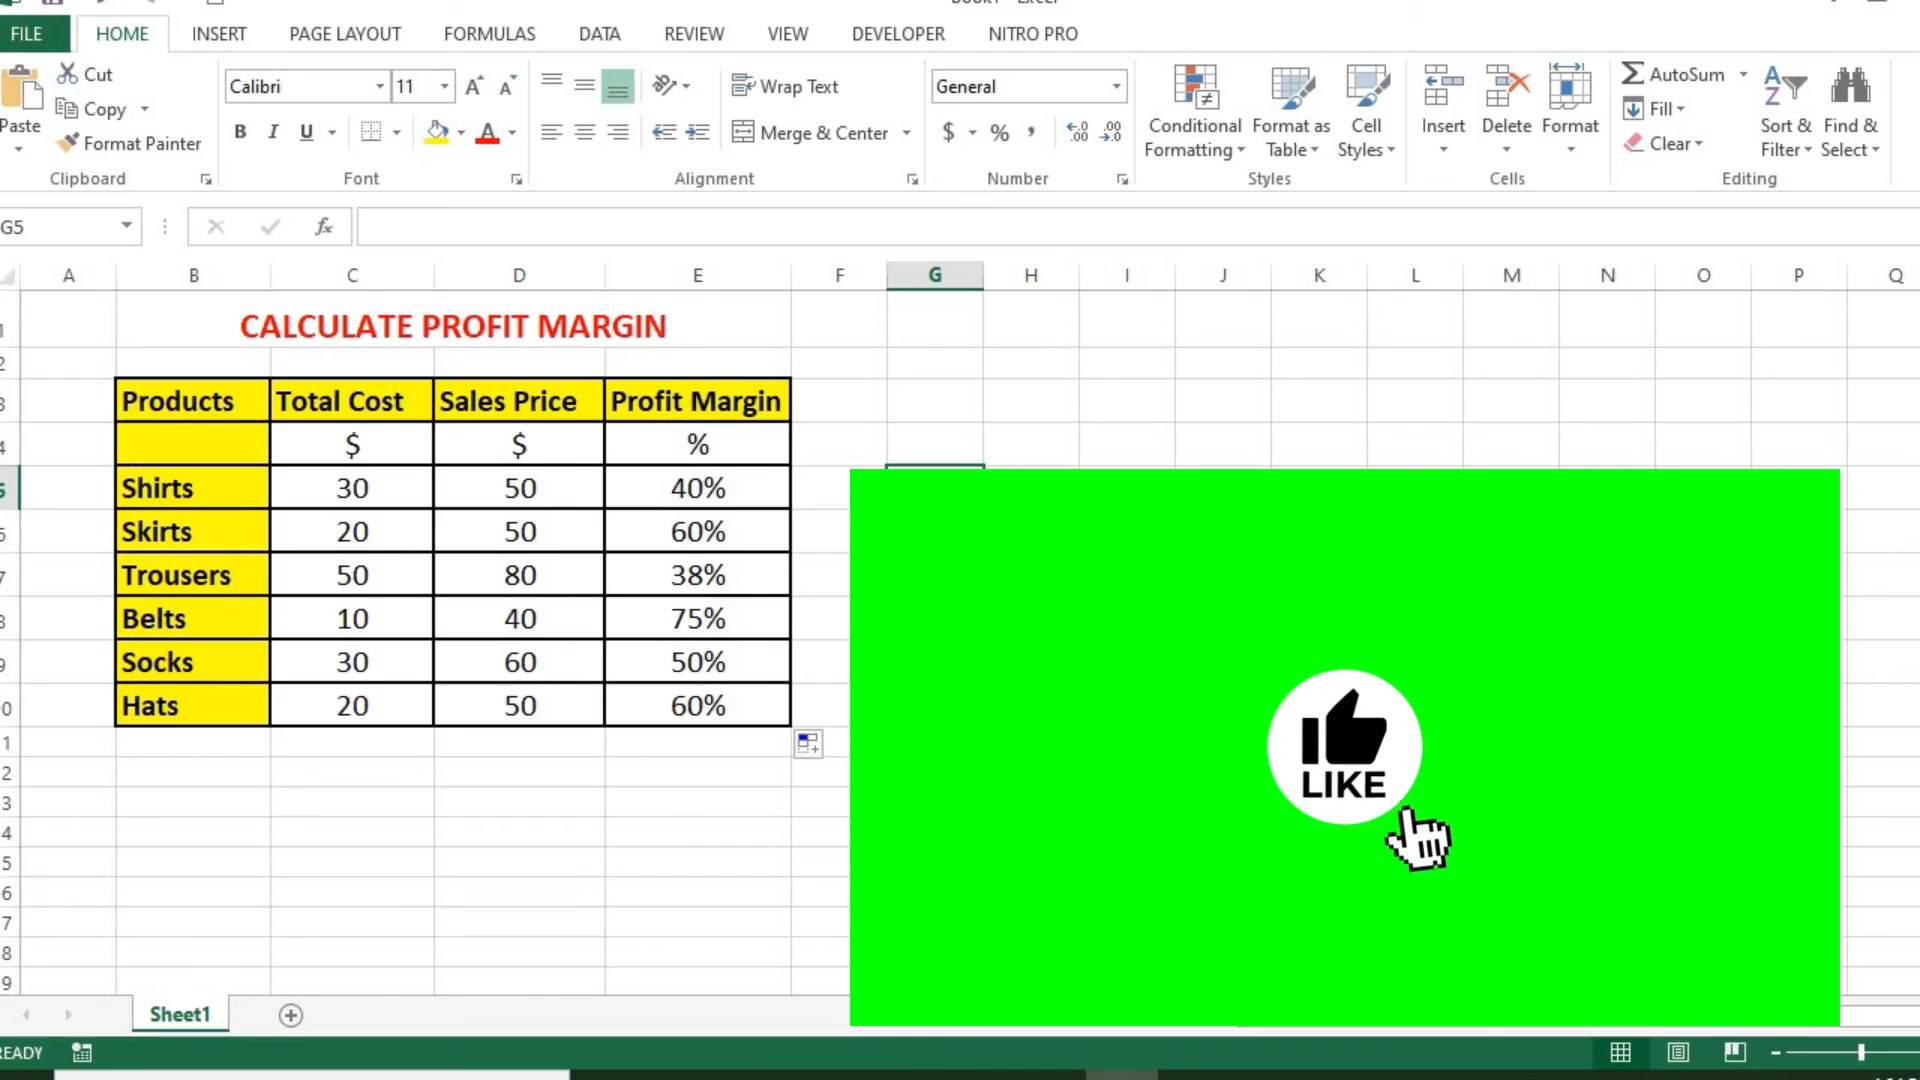 FILE HOME INSERT PAGE LAYOUT FORMULAS DATA REVIEW VIEW DEVELOPER NITRO PRO
Paste
Cut
Copy
Format Painter
Clipboard
Calibri 11
B I U A
Font
Wrap Text
Merge & Center
Alignment
General
$ % ,
Number
Conditional Formatting
Format as Table
Cell Styles
Styles
Insert Delete Format
Cells
AutoSum
Fill
Clear
Sort & Filter
Find & Select
Editing
G5 fx
A B C D E F G H I J K L M N O P Q
CALCULATE PROFIT MARGIN
Products Total Cost Sales Price Profit Margin
$ $ %
Shirts 30 50 40%
Skirts 20 50 60%
Trousers 50 80 38%
Belts 10 40 75%
Socks 30 60 50%
Hats 20 50 60%
LIKE
Sheet1